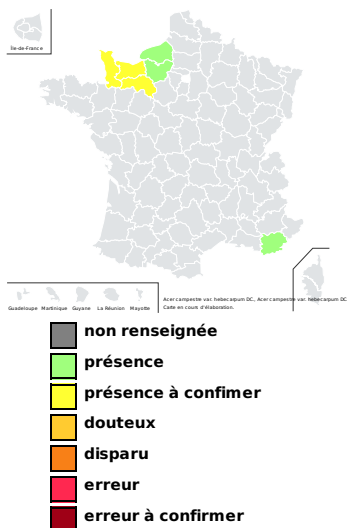 Île-de-France
Guadeloupe Martinique Guyane La Réunion Mayotte
Acer campestre var. hebecarpum DC, Acer campestre var. hebecarpum DC
Carte en cours d'élaboration.
non renseignée
présence
présence à confimer
douteux
disparu
erreur
erreur à confirmer